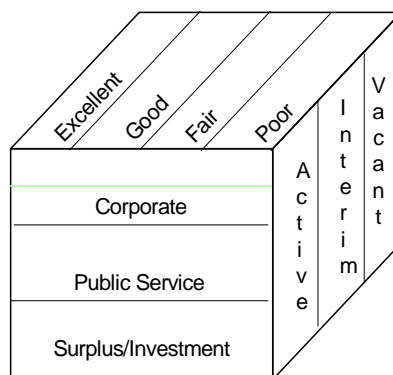 Excellent
Good
Fair
Poor
Corporate
Public Service
Surplus/Investment
Active
Interim
Vacant